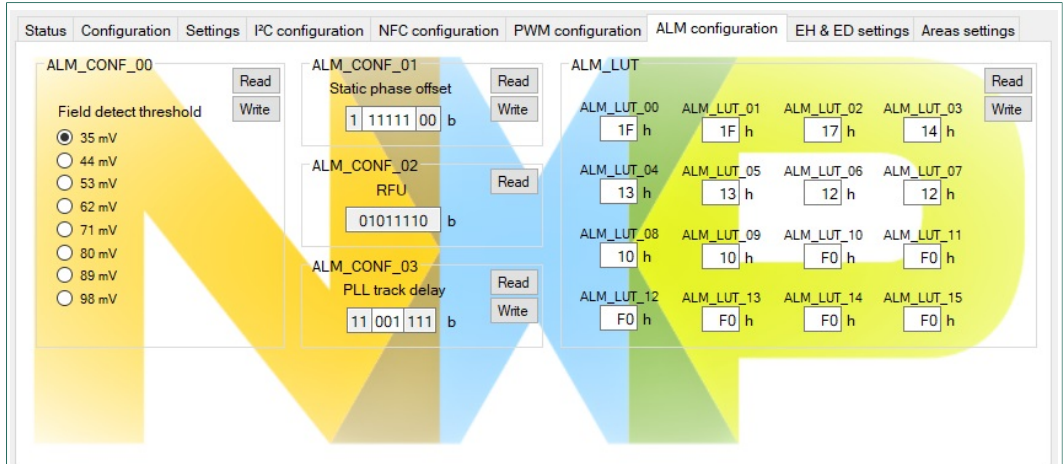 Status Configuration Settings I²C configuration NFC configuration PWM configuration ALM configuration EH & ED settings Areas settings
ALM_CONF_00
Read
Field detect threshold
Write
35 mV
44 mV
53 mV
62 mV
71 mV
80 mV
89 mV
98 mV
ALM_CONF_01
Static phase offset
Read
1 11111 00 b
Write
ALM_CONF_02
RFU
Read
01011110 b
ALM_CONF_03
PLL track delay
Read
11 001 111 b
Write
ALM_LUT
Read
Write
ALM_LUT_00 ALM_LUT_01 ALM_LUT_02 ALM_LUT_03
1F h 1F h 17 h 14 h
ALM_LUT_04 ALM_LUT_05 ALM_LUT_06 ALM_LUT_07
13 h 13 h 12 h 12 h
ALM_LUT_08 ALM_LUT_09 ALM_LUT_10 ALM_LUT_11
10 h 10 h F0 h F0 h
ALM_LUT_12 ALM_LUT_13 ALM_LUT_14 ALM_LUT_15
F0 h F0 h F0 h F0 h
NXP